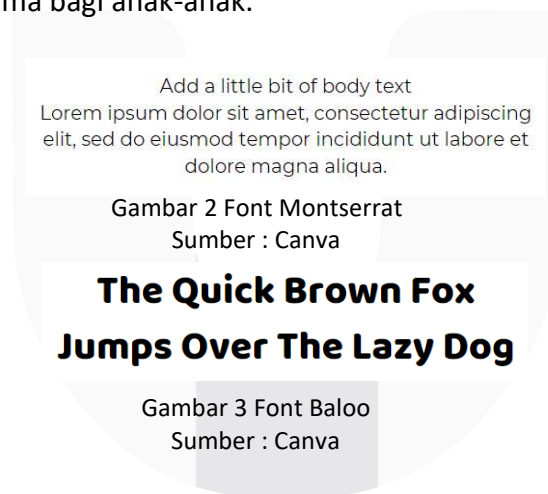 ma bagi anak-anak.
Add a little bit of body text
Lorem ipsum dolor sit amet, consectetur adipiscing
elit, sed do eiusmod tempor incididunt ut labore et
dolore magna aliqua.
Gambar 2 Font Montserrat
Sumber : Canva
The Quick Brown Fox
Jumps Over The Lazy Dog
Gambar 3 Font Baloo
Sumber : Canva